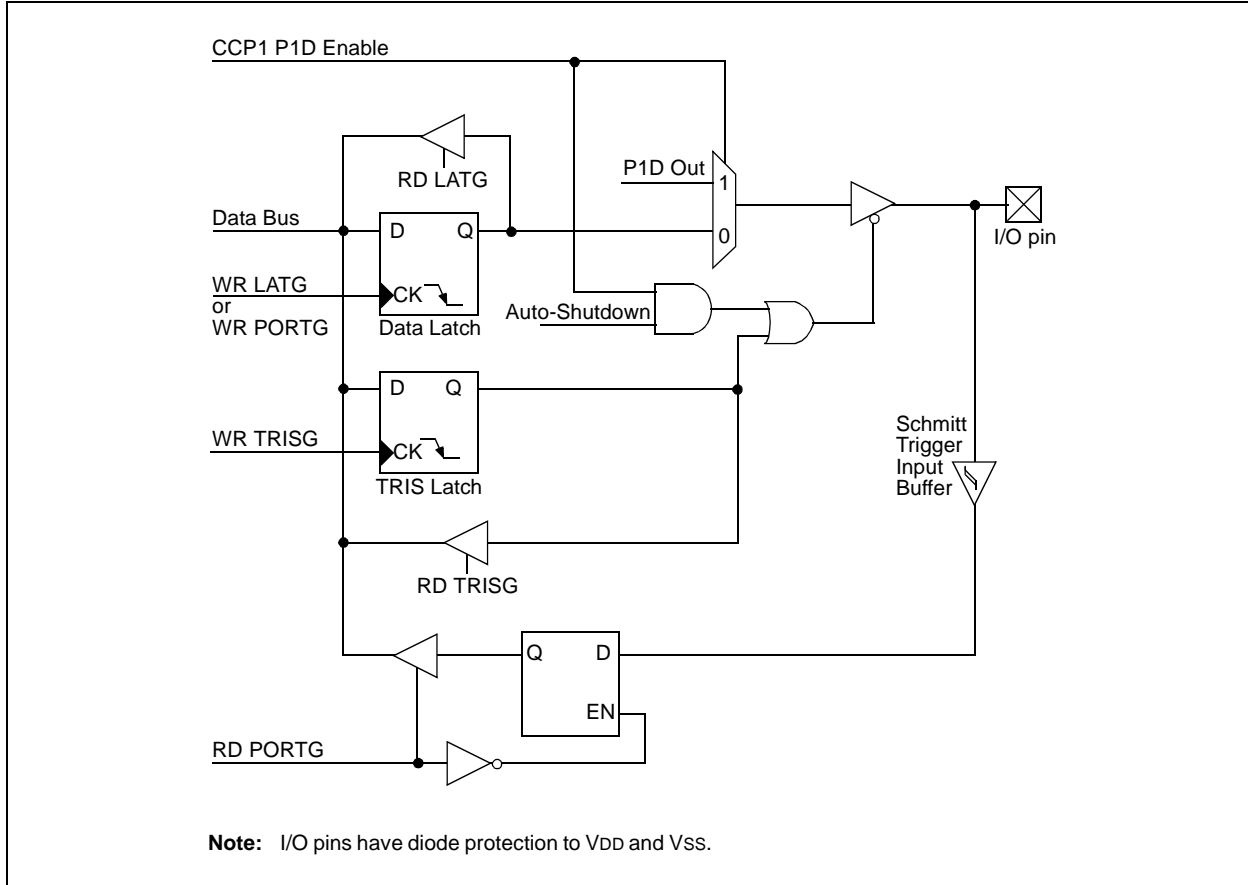 CCP1 P1D Enable
RD LATG
P1D Out
1
0
Data Bus
D Q
I/O pin
WR LATG
or
WR PORTG
CK
Data Latch
Auto-Shutdown
D Q
WR TRISG
CK
TRIS Latch
Schmitt
Trigger
Input
Buffer
RD TRISG
Q D
EN
RD PORTG
Note: I/O pins have diode protection to VDD and VSS.